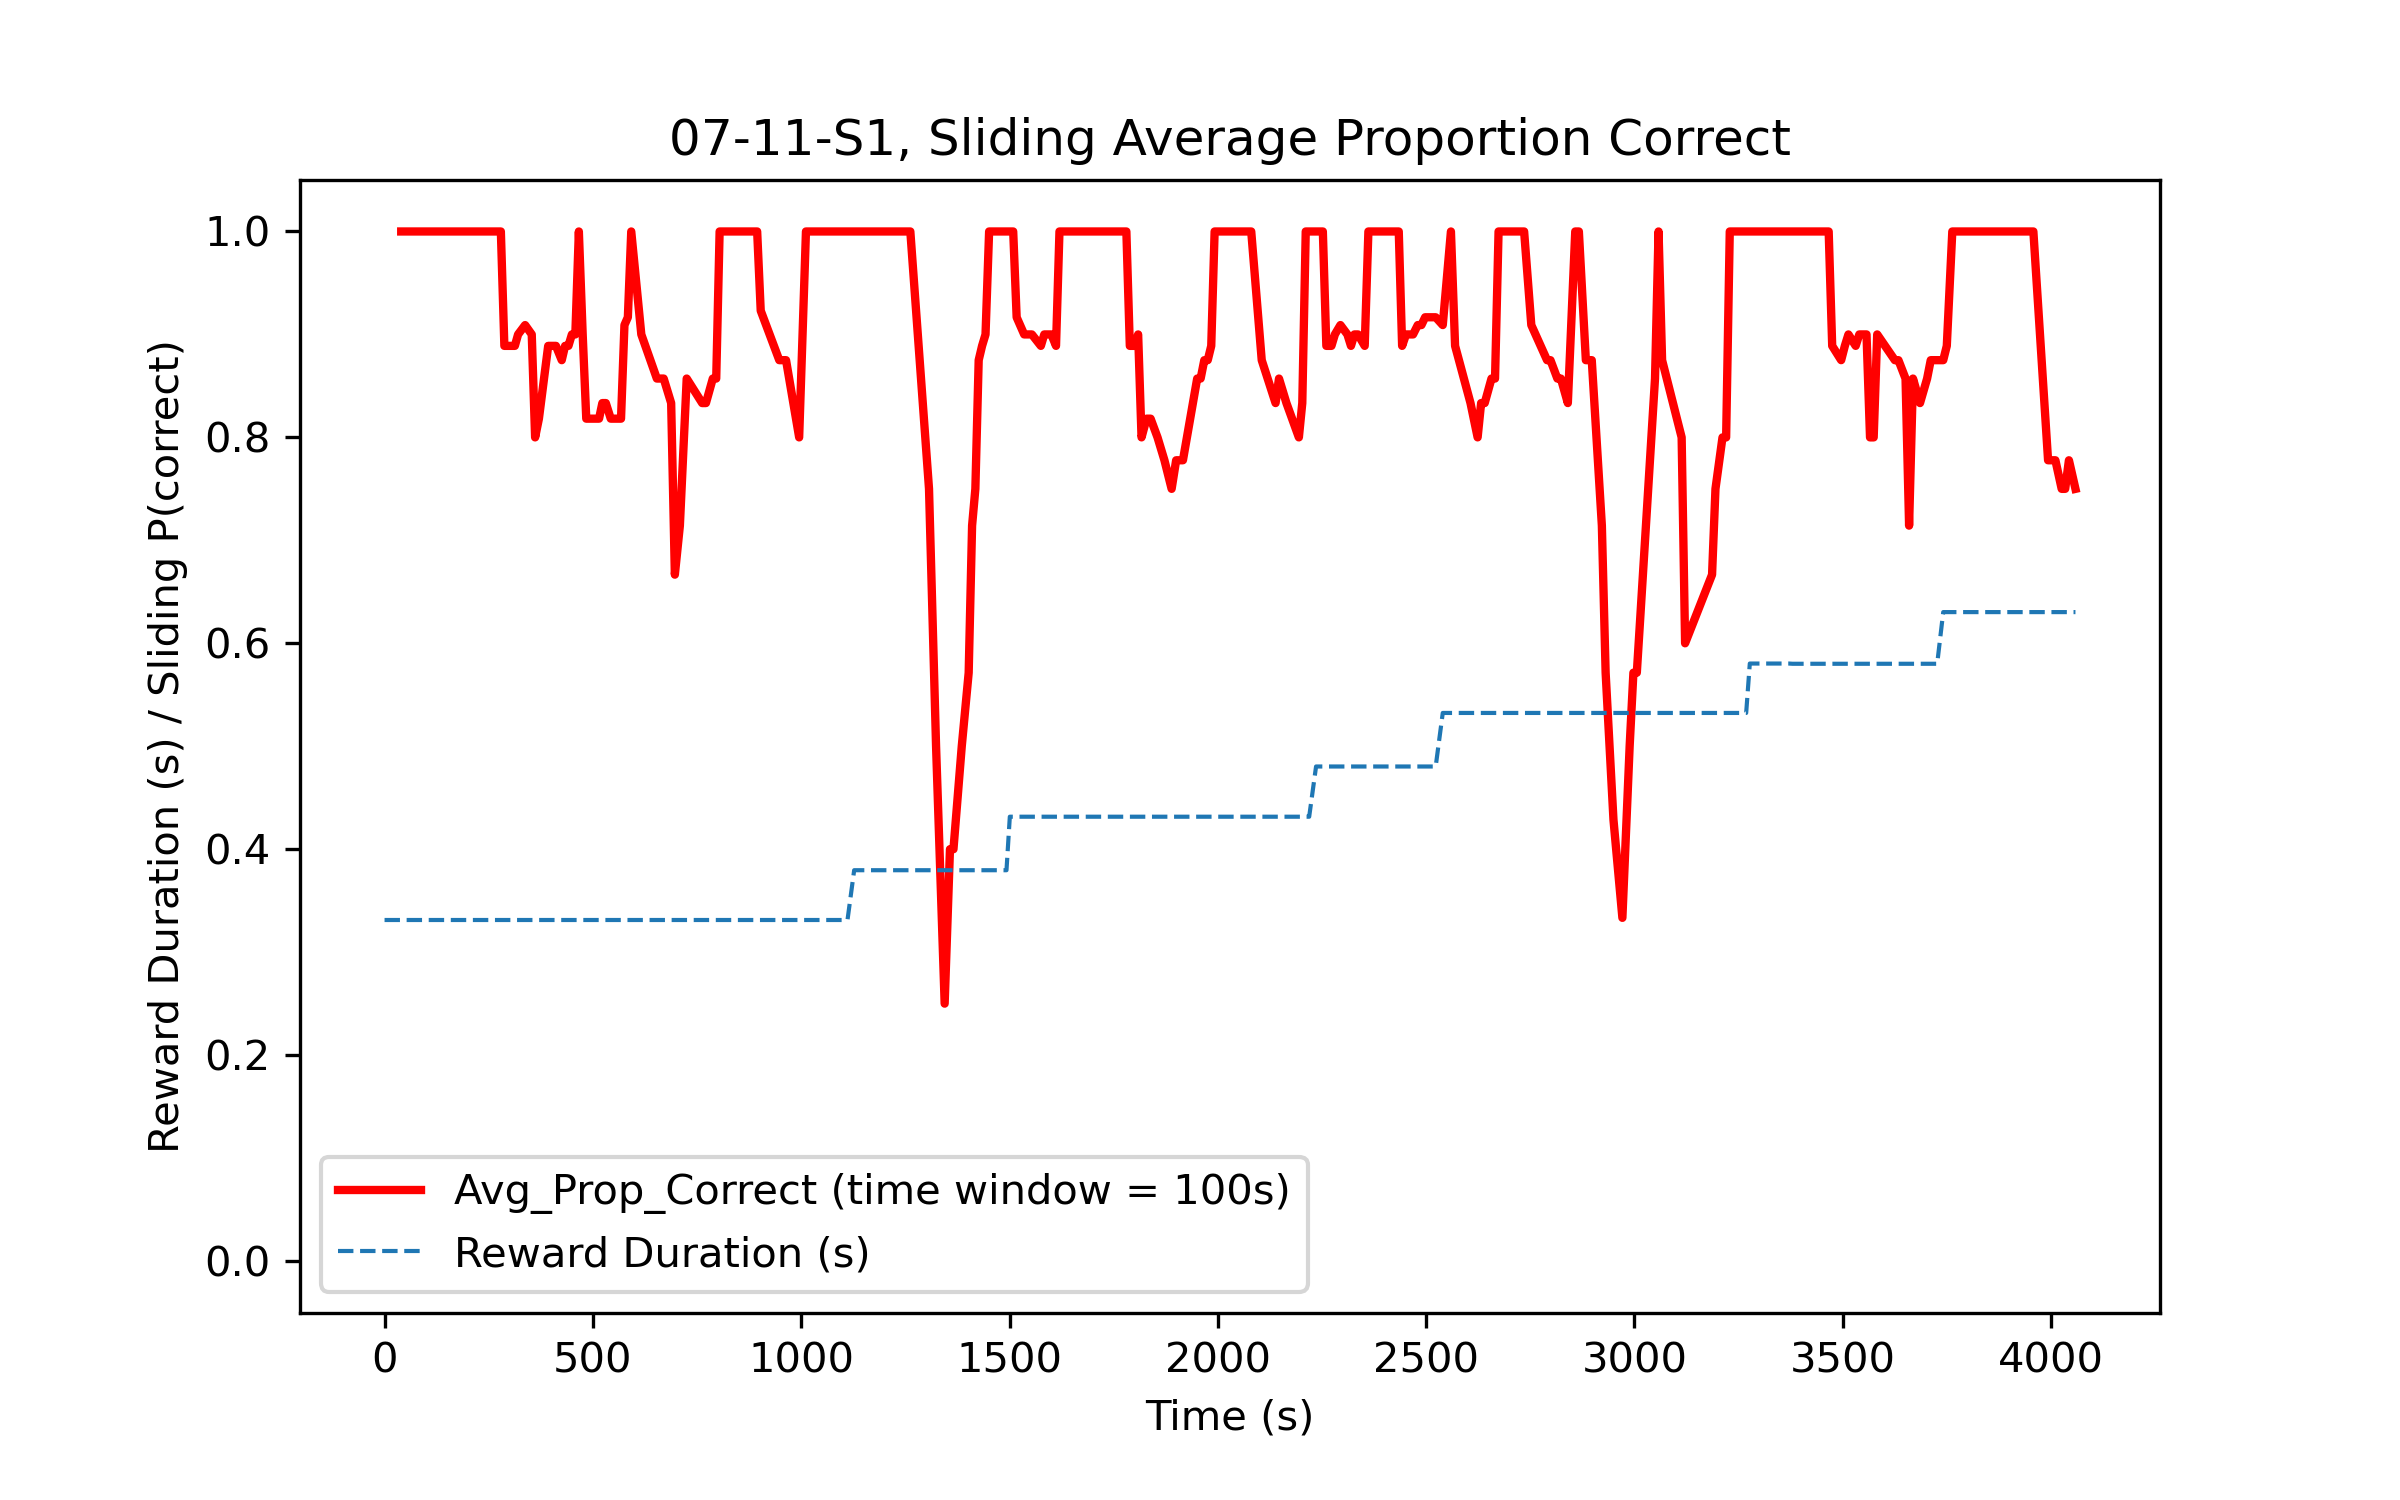 07-11-S1, Sliding Average Proportion Correct
Reward Duration (s) / Sliding P(correct)
1.0
0.8
0.6
0.4
0.2
0.0
Avg_Prop_Correct (time window = 100s)
Reward Duration (s)
0 500 1000 1500 2000 2500 3000 3500 4000
Time (s)